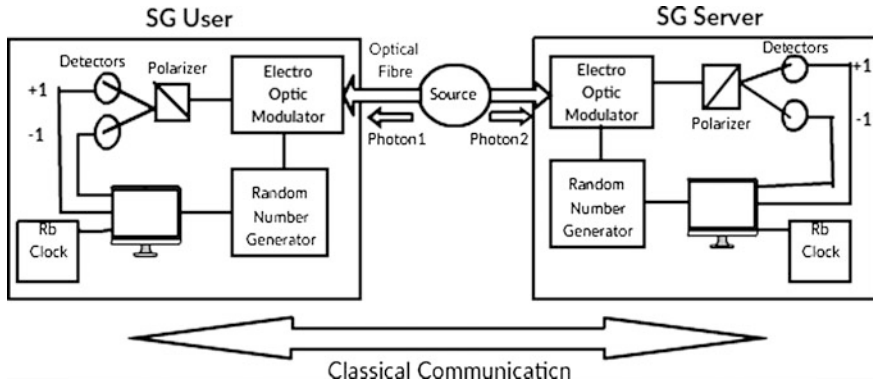 SG User
SG Server
Detectors
Polarizer
+1
-1
Electro
Optic
Modulator
Random
Number
Generator
Rb
Clock
Optical
Fibre
Source
Photon1
Photon2
Electro
Optic
Modulator
Random
Number
Generator
Detectors
+1
-1
Polarizer
Rb
Clock
Classical Communication